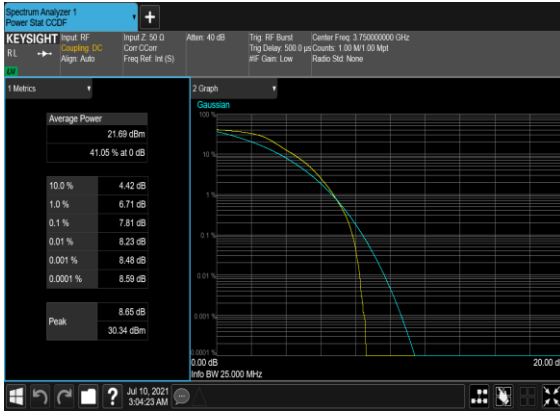 Spectrum Analyzer 1
Power Stat CCDF
+
KEYSIGHT
RL
Input: RF
Coupling: DC
Align: Auto
Input Z: 50 Ω
Corr CCorr
Freq Ref: Int (S)
Atten: 40 dB
Trig: RF Burst
Trig Delay: 500.0 µs
#IF Gain: Low
Center Freq: 3.750000000 GHz
Counts: 1.00 M/1.00 Mpt
Radio Std: None
1 Metrics
Average Power
21.69 dBm
41.05 % at 0 dB
10.0 % 4.42 dB
1.0 % 6.71 dB
0.1 % 7.81 dB
0.01 % 8.23 dB
0.001 % 8.48 dB
0.0001 % 8.59 dB
Peak
8.65 dB
30.34 dBm
2 Graph
Gaussian
100 %
10 %
1 %
0.1 %
0.01 %
0.001 %
0.0001 %
0.00 dB
20.00 d
Info BW 25.000 MHz
?
Jul 10, 2021
3:04:23 AM